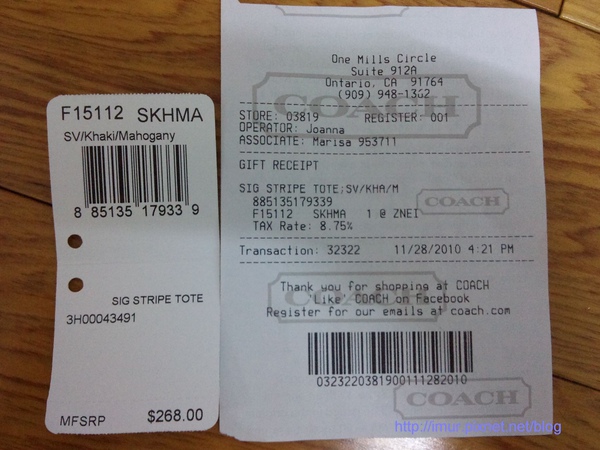 F15112 SKHMA
SV/Khaki/Mahogany
8 85135 17933 9
SIG STRIPE TOTE
3H00043491
MFSRP $268.00
One Mills Circle
Suite 912A
Ontario, CA 91764
(909) 948-1362
COACH
STORE: 03819 REGISTER: 001
OPERATOR: Joanna
ASSOCIATE: Marisa 953711
GIFT RECEIPT
SIG STRIPE TOTE;SV/KHA/M
885135179339
COACH
F15112 SKHMA 1 @ ZNEI
TAX Rate: 8.75%
Transaction: 32322 11/28/2010 4:21 PM
Thank you for shopping at COACH
COACH
'Like' COACH on Facebook
Register for our emails at coach.com
0323220381900111282010
COACH
http://imur.planet.net/blog